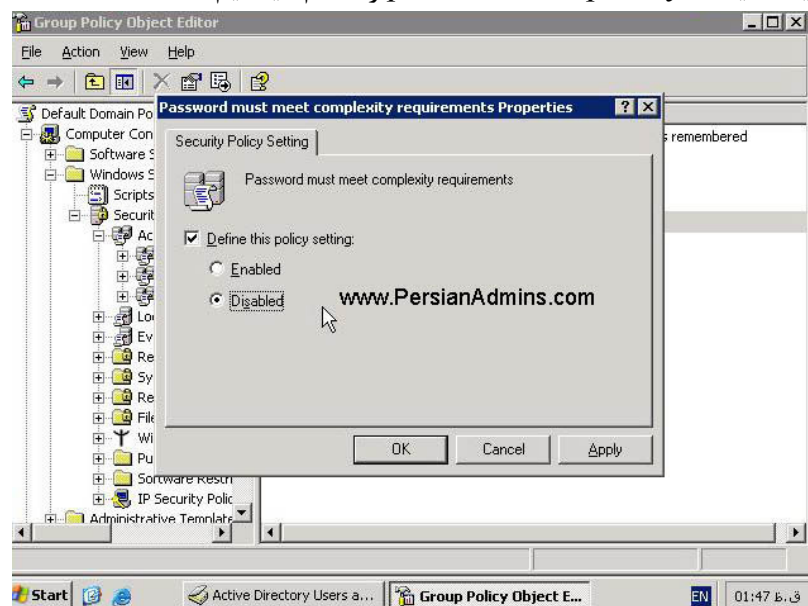 Group Policy Object Editor
File Action View Help
Default Domain Po
Computer Con
Software S
Windows S
Scripts
Securit
Ac
Lo
Ev
Re
Sy
Re
File
Wi
Pu
Software Restri
IP Security Polic
Administrative Template
Password must meet complexity requirements Properties
Security Policy Setting
Password must meet complexity requirements
Define this policy setting:
Enabled
Disabled
www.PersianAdmins.com
OK Cancel Apply
s remembered
Start Active Directory Users a... Group Policy Object E... EN 01:47 ق.ظ